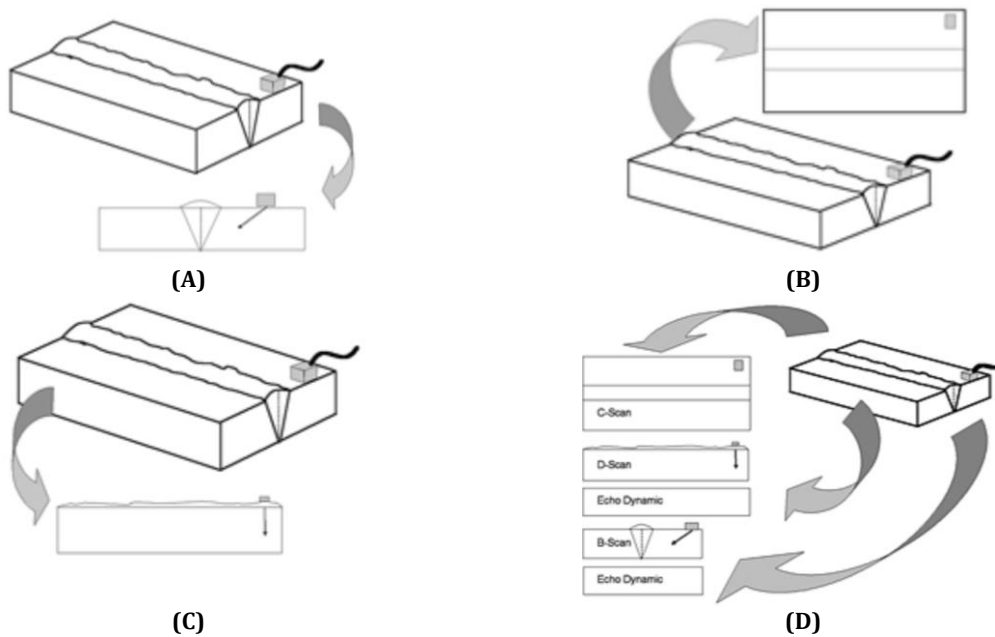 (A)
(B)
C-Scan
D-Scan
Echo Dynamic
B-Scan
Echo Dynamic
(C)
(D)